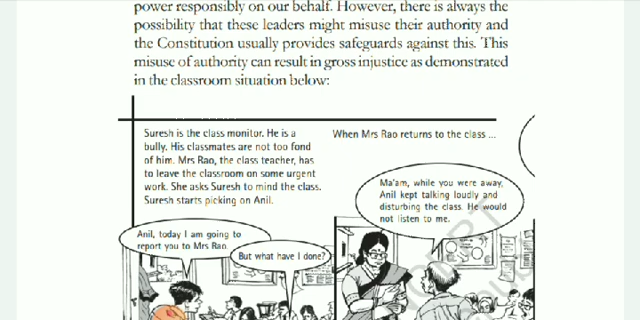 power responsibly on our behalf. However, there is always the
possibility that these leaders might misuse their authority and
the Constitution usually provides safeguards against this. This
misuse of authority can result in gross injustice as demonstrated
in the classroom situation below:
Suresh is the class monitor. He is a
bully. His classmates are not too fond
of him. Mrs Rao, the class teacher, has
to leave the classroom on some urgent
work. She asks Suresh to mind the class.
Suresh starts picking on Anil.
Anil, today I am going to
report you to Mrs Rao.
But what have I done?
When Mrs Rao returns to the class ...
Ma'am, while you were away,
Anil kept talking loudly and
disturbing the class. He would
not listen to me.